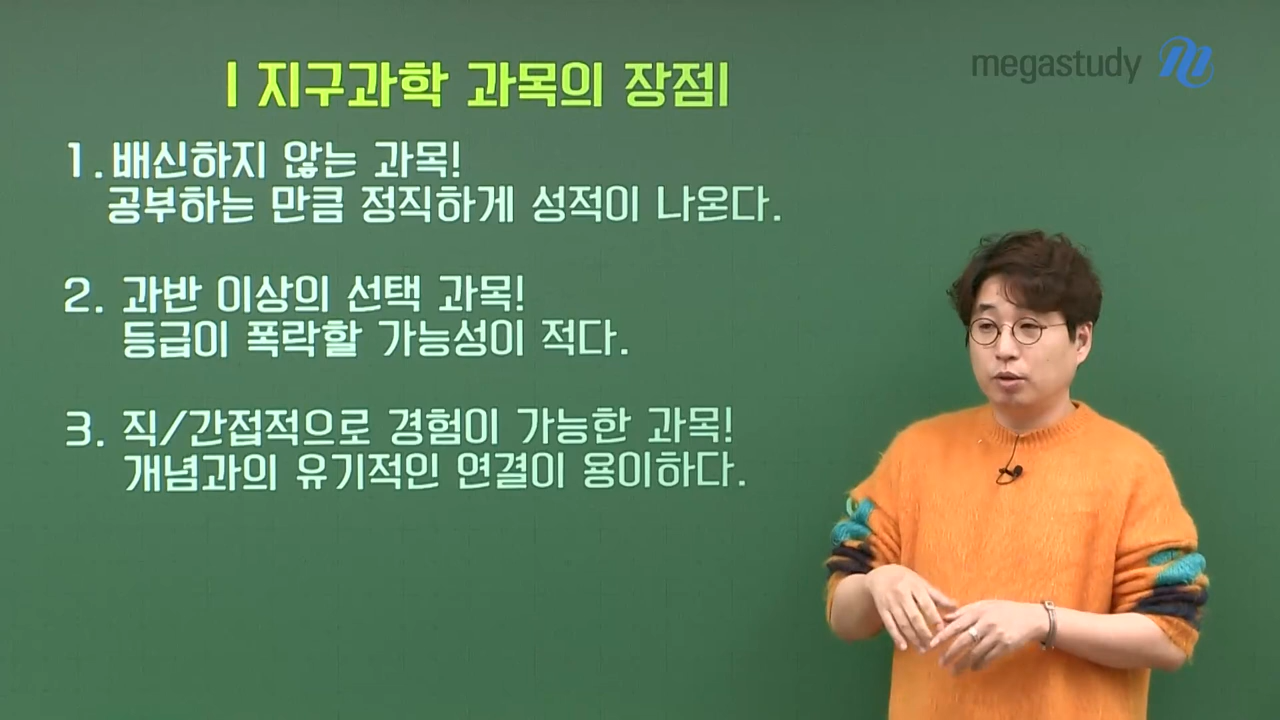 | 지구과학 과목의 장점|
megastudy
1. 배신하지 않는 과목!
공부하는 만큼 정직하게 성적이 나온다.
2. 과반 이상의 선택 과목!
등급이 폭락할 가능성이 적다.
3. 직/간접적으로 경험이 가능한 과목!
개념과의 유기적인 연결이 용이하다.